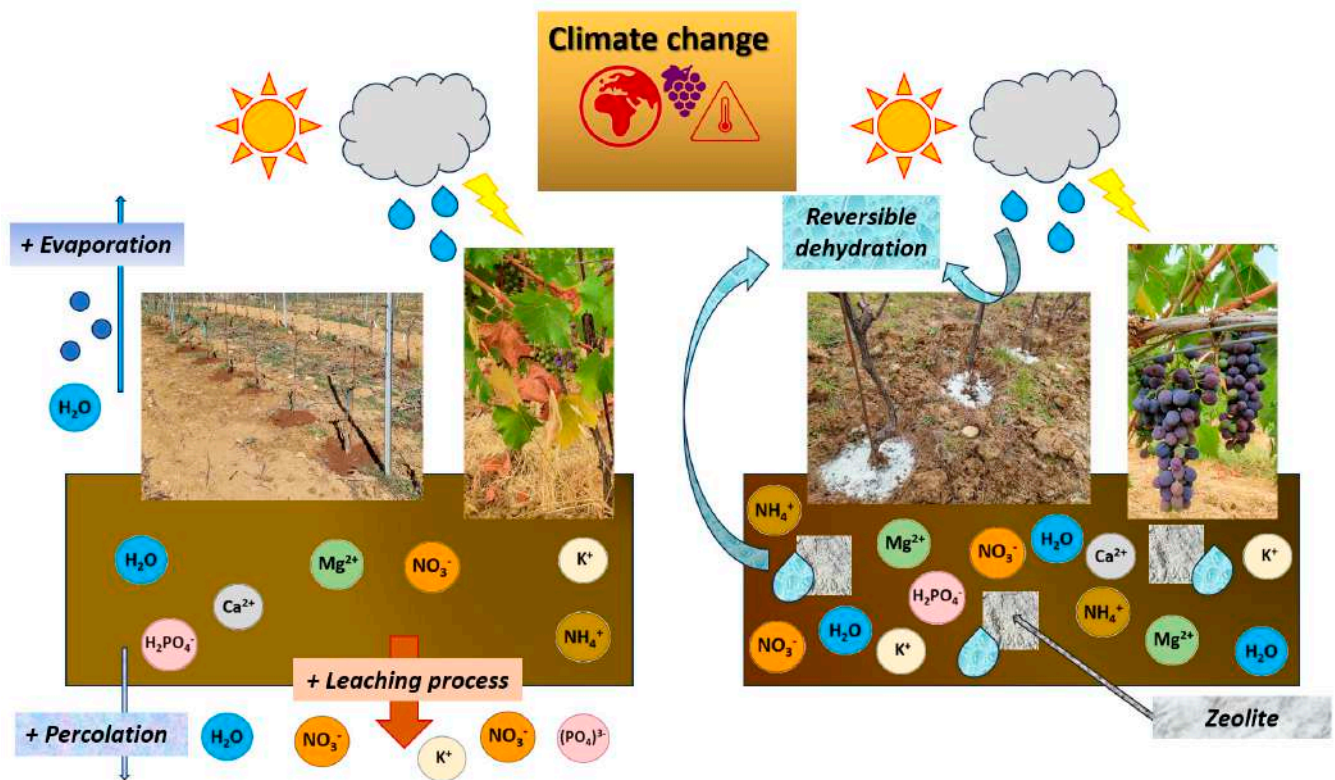 Climate change
+ Evaporation
H₂O
Reversible
dehydration
H₂O
Mg²⁺
NO₃⁻
K⁺
Ca²⁺
H₂PO₄⁻
NH₄⁺
+ Leaching process
+ Percolation
H₂O
NO₃⁻
K⁺
NO₃⁻
(PO₄)³⁻
NH₄⁺
Mg²⁺
NO₃⁻
H₂O
Ca²⁺
K⁺
H₂PO₄⁻
NH₄⁺
NO₃⁻
H₂O
K⁺
Mg²⁺
H₂O
Zeolite